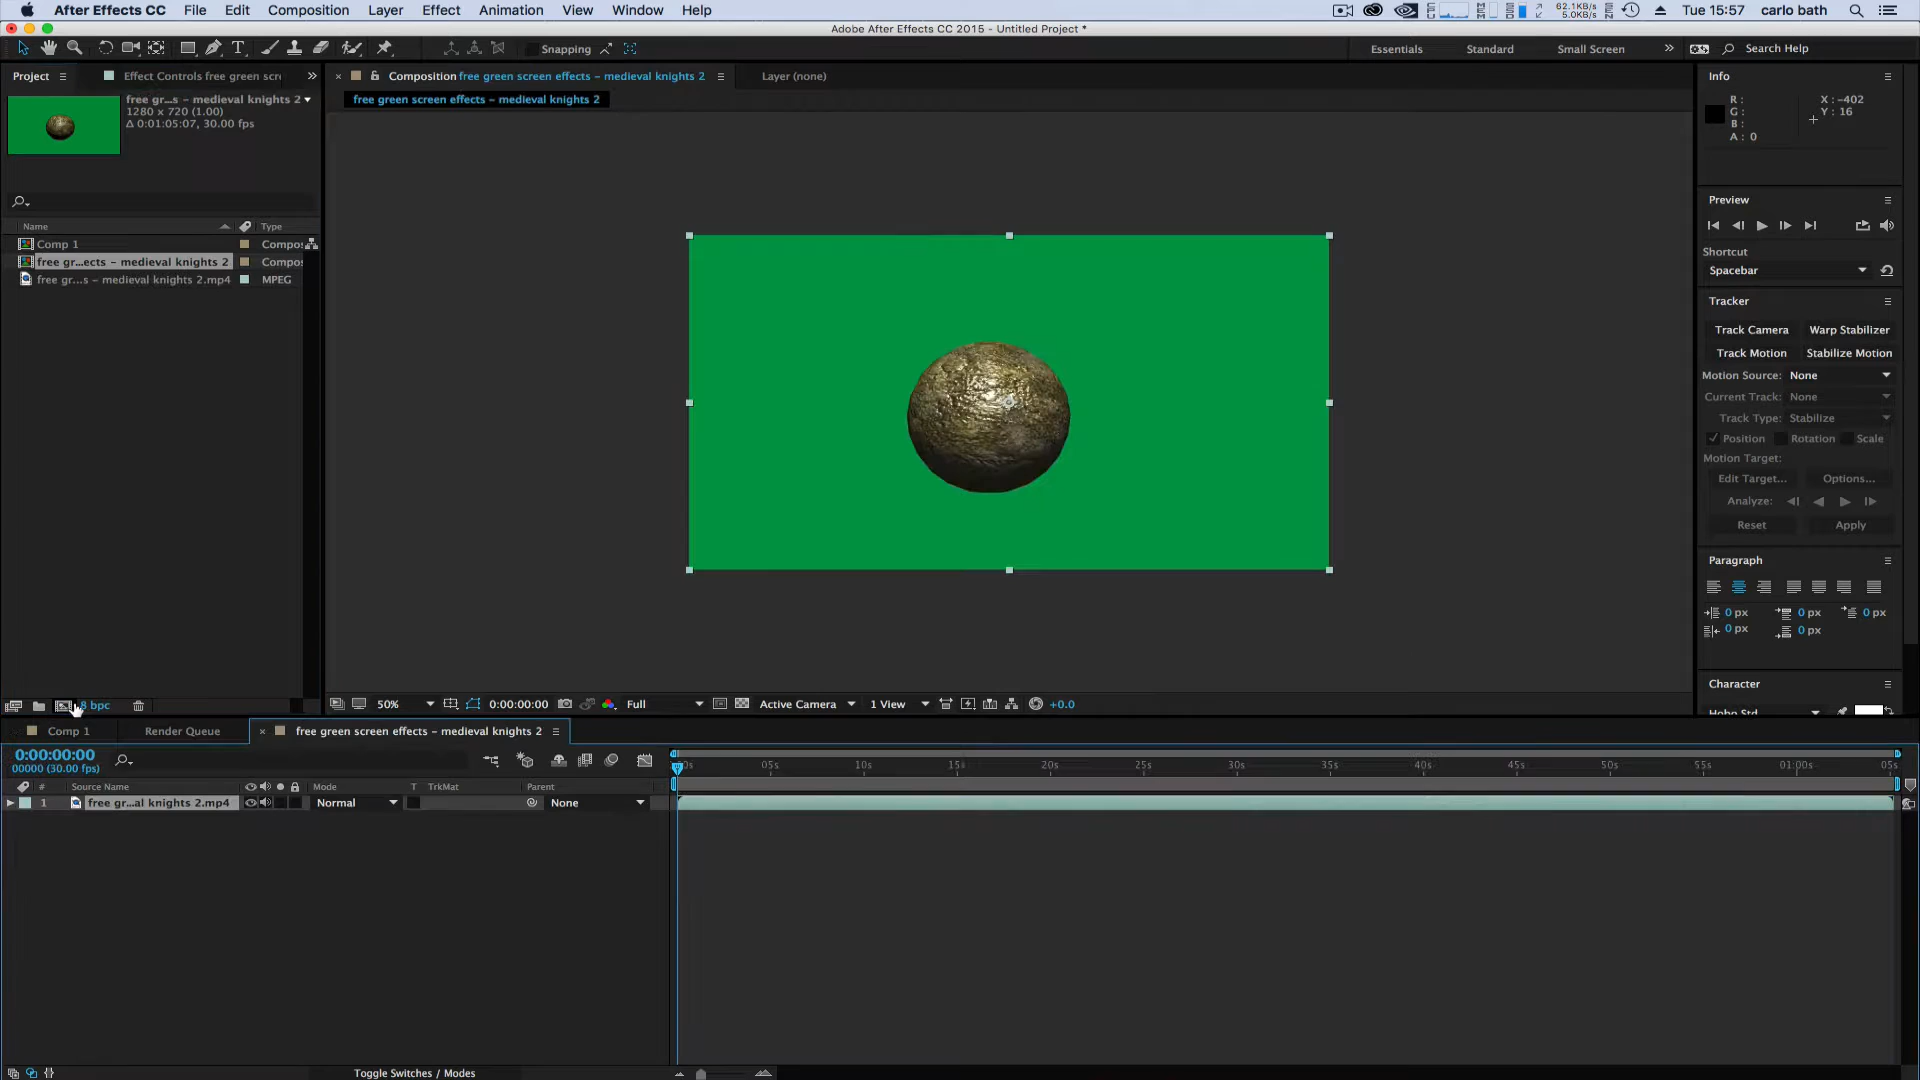 After Effects CC File Edit Composition Layer Effect Animation View Window Help
62.1KB/s
5.0KB/s
Tue 15:57 carlo bath
Adobe After Effects CC 2015 - Untitled Project *
T Snapping Essentials Standard Small Screen » Search Help
Project Effect Controls free green scre »
Composition free green screen effects – medieval knights 2 Layer (none)
free green screen effects – medieval knights 2
free gr...s – medieval knights 2
1280 x 720 (1.00)
Δ 0:01:05:07, 30.00 fps
Name Type
Comp 1 Compos
free gr...ects – medieval knights 2 Compos
free gr...s – medieval knights 2.mp4 MPEG
Info
R :
G :
B :
A : 0
X : -402
Y : 16
Preview
Shortcut
Spacebar
Tracker
Track Camera Warp Stabilizer
Track Motion Stabilize Motion
Motion Source: None
Current Track: None
Track Type: Stabilize
Position Rotation Scale
Motion Target:
Edit Target... Options...
Analyze:
Reset Apply
Paragraph
0 px 0 px 0 px
0 px 0 px
Character
Hobo Std
8 bpc
50% 0:00:00:00 Full Active Camera 1 View +0.0
Comp 1 Render Queue free green screen effects – medieval knights 2
0:00:00:00
00000 (30.00 fps)
05s 10s 15s 20s 25s 30s 35s 40s 45s 50s 55s 01:00s 05s
# Source Name Mode T TrkMat Parent
1 free gr...al knights 2.mp4 Normal None
Toggle Switches / Modes